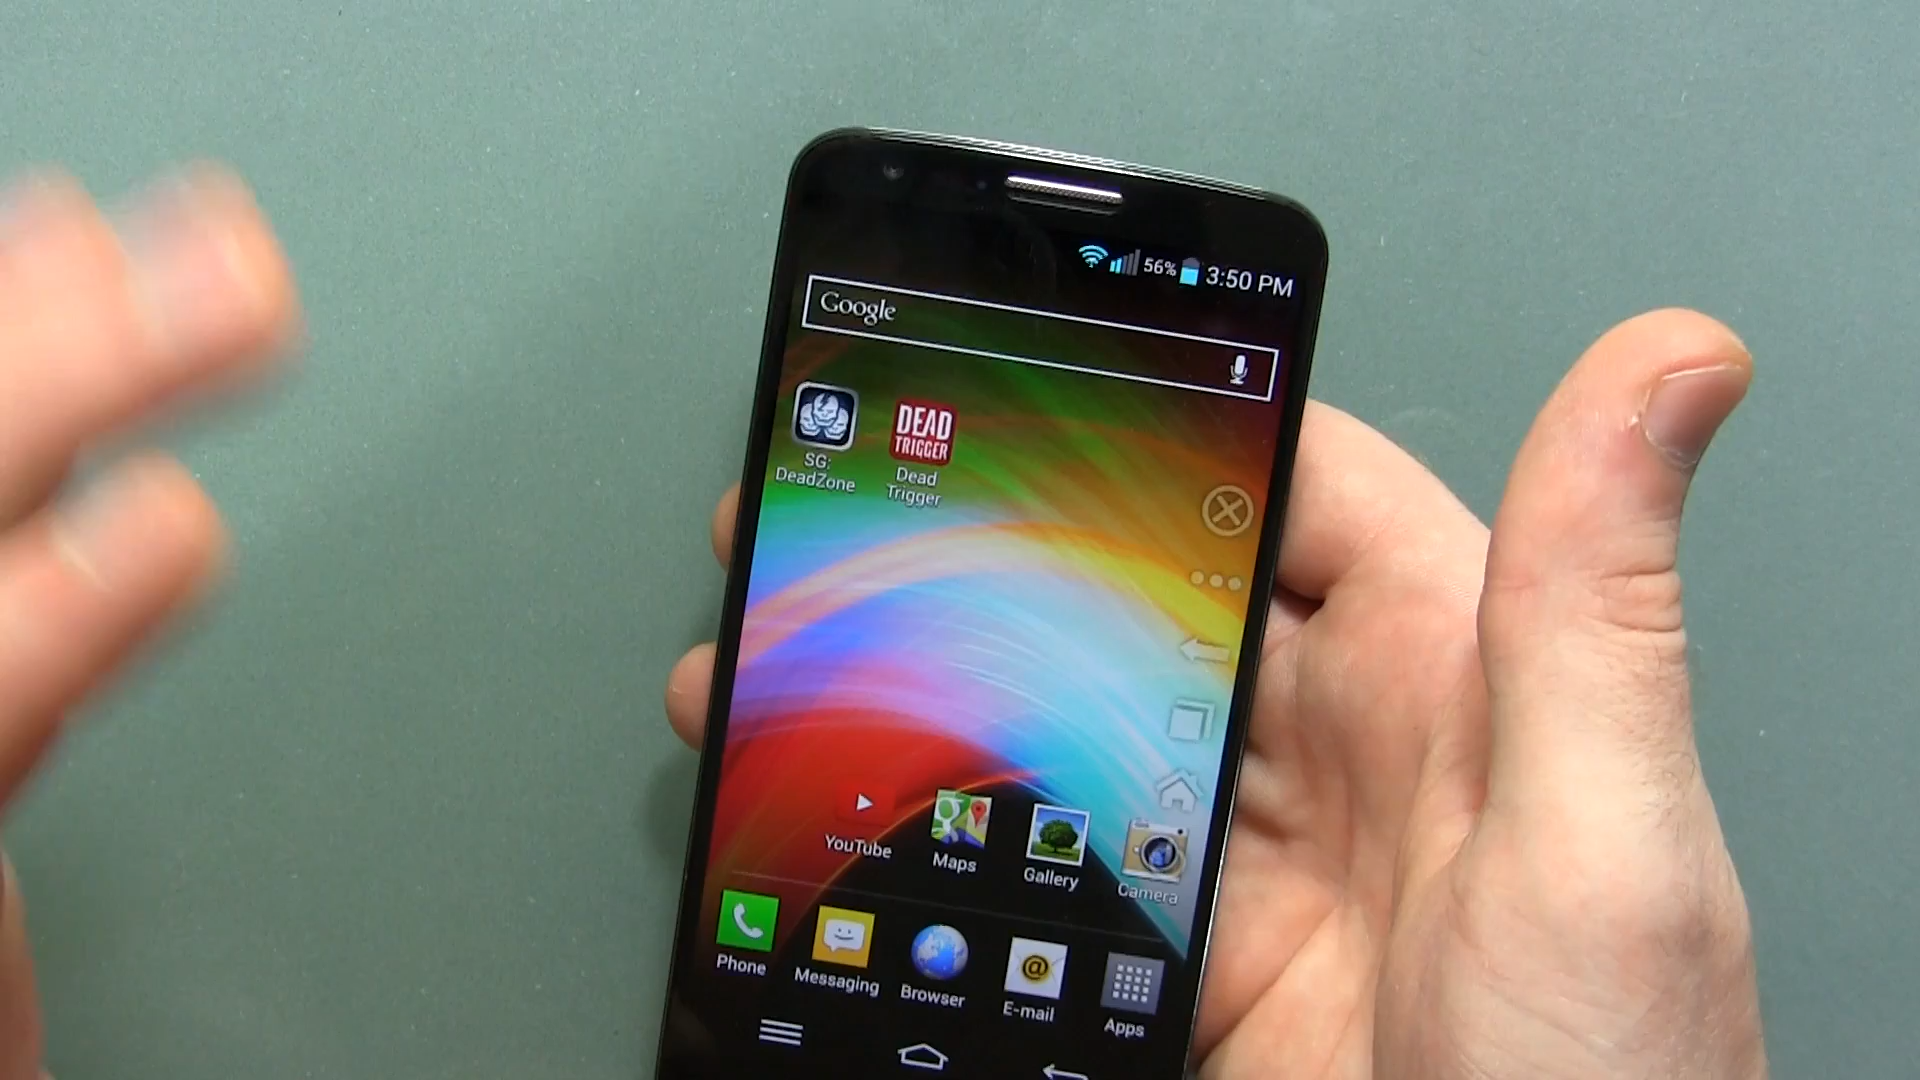 56% 3:50 PM
Google
DEAD
TRIGGER
SG:
DeadZone
Dead
Trigger
YouTube
Maps
Gallery
Camera
Phone
Messaging
Browser
@
E-mail
Apps